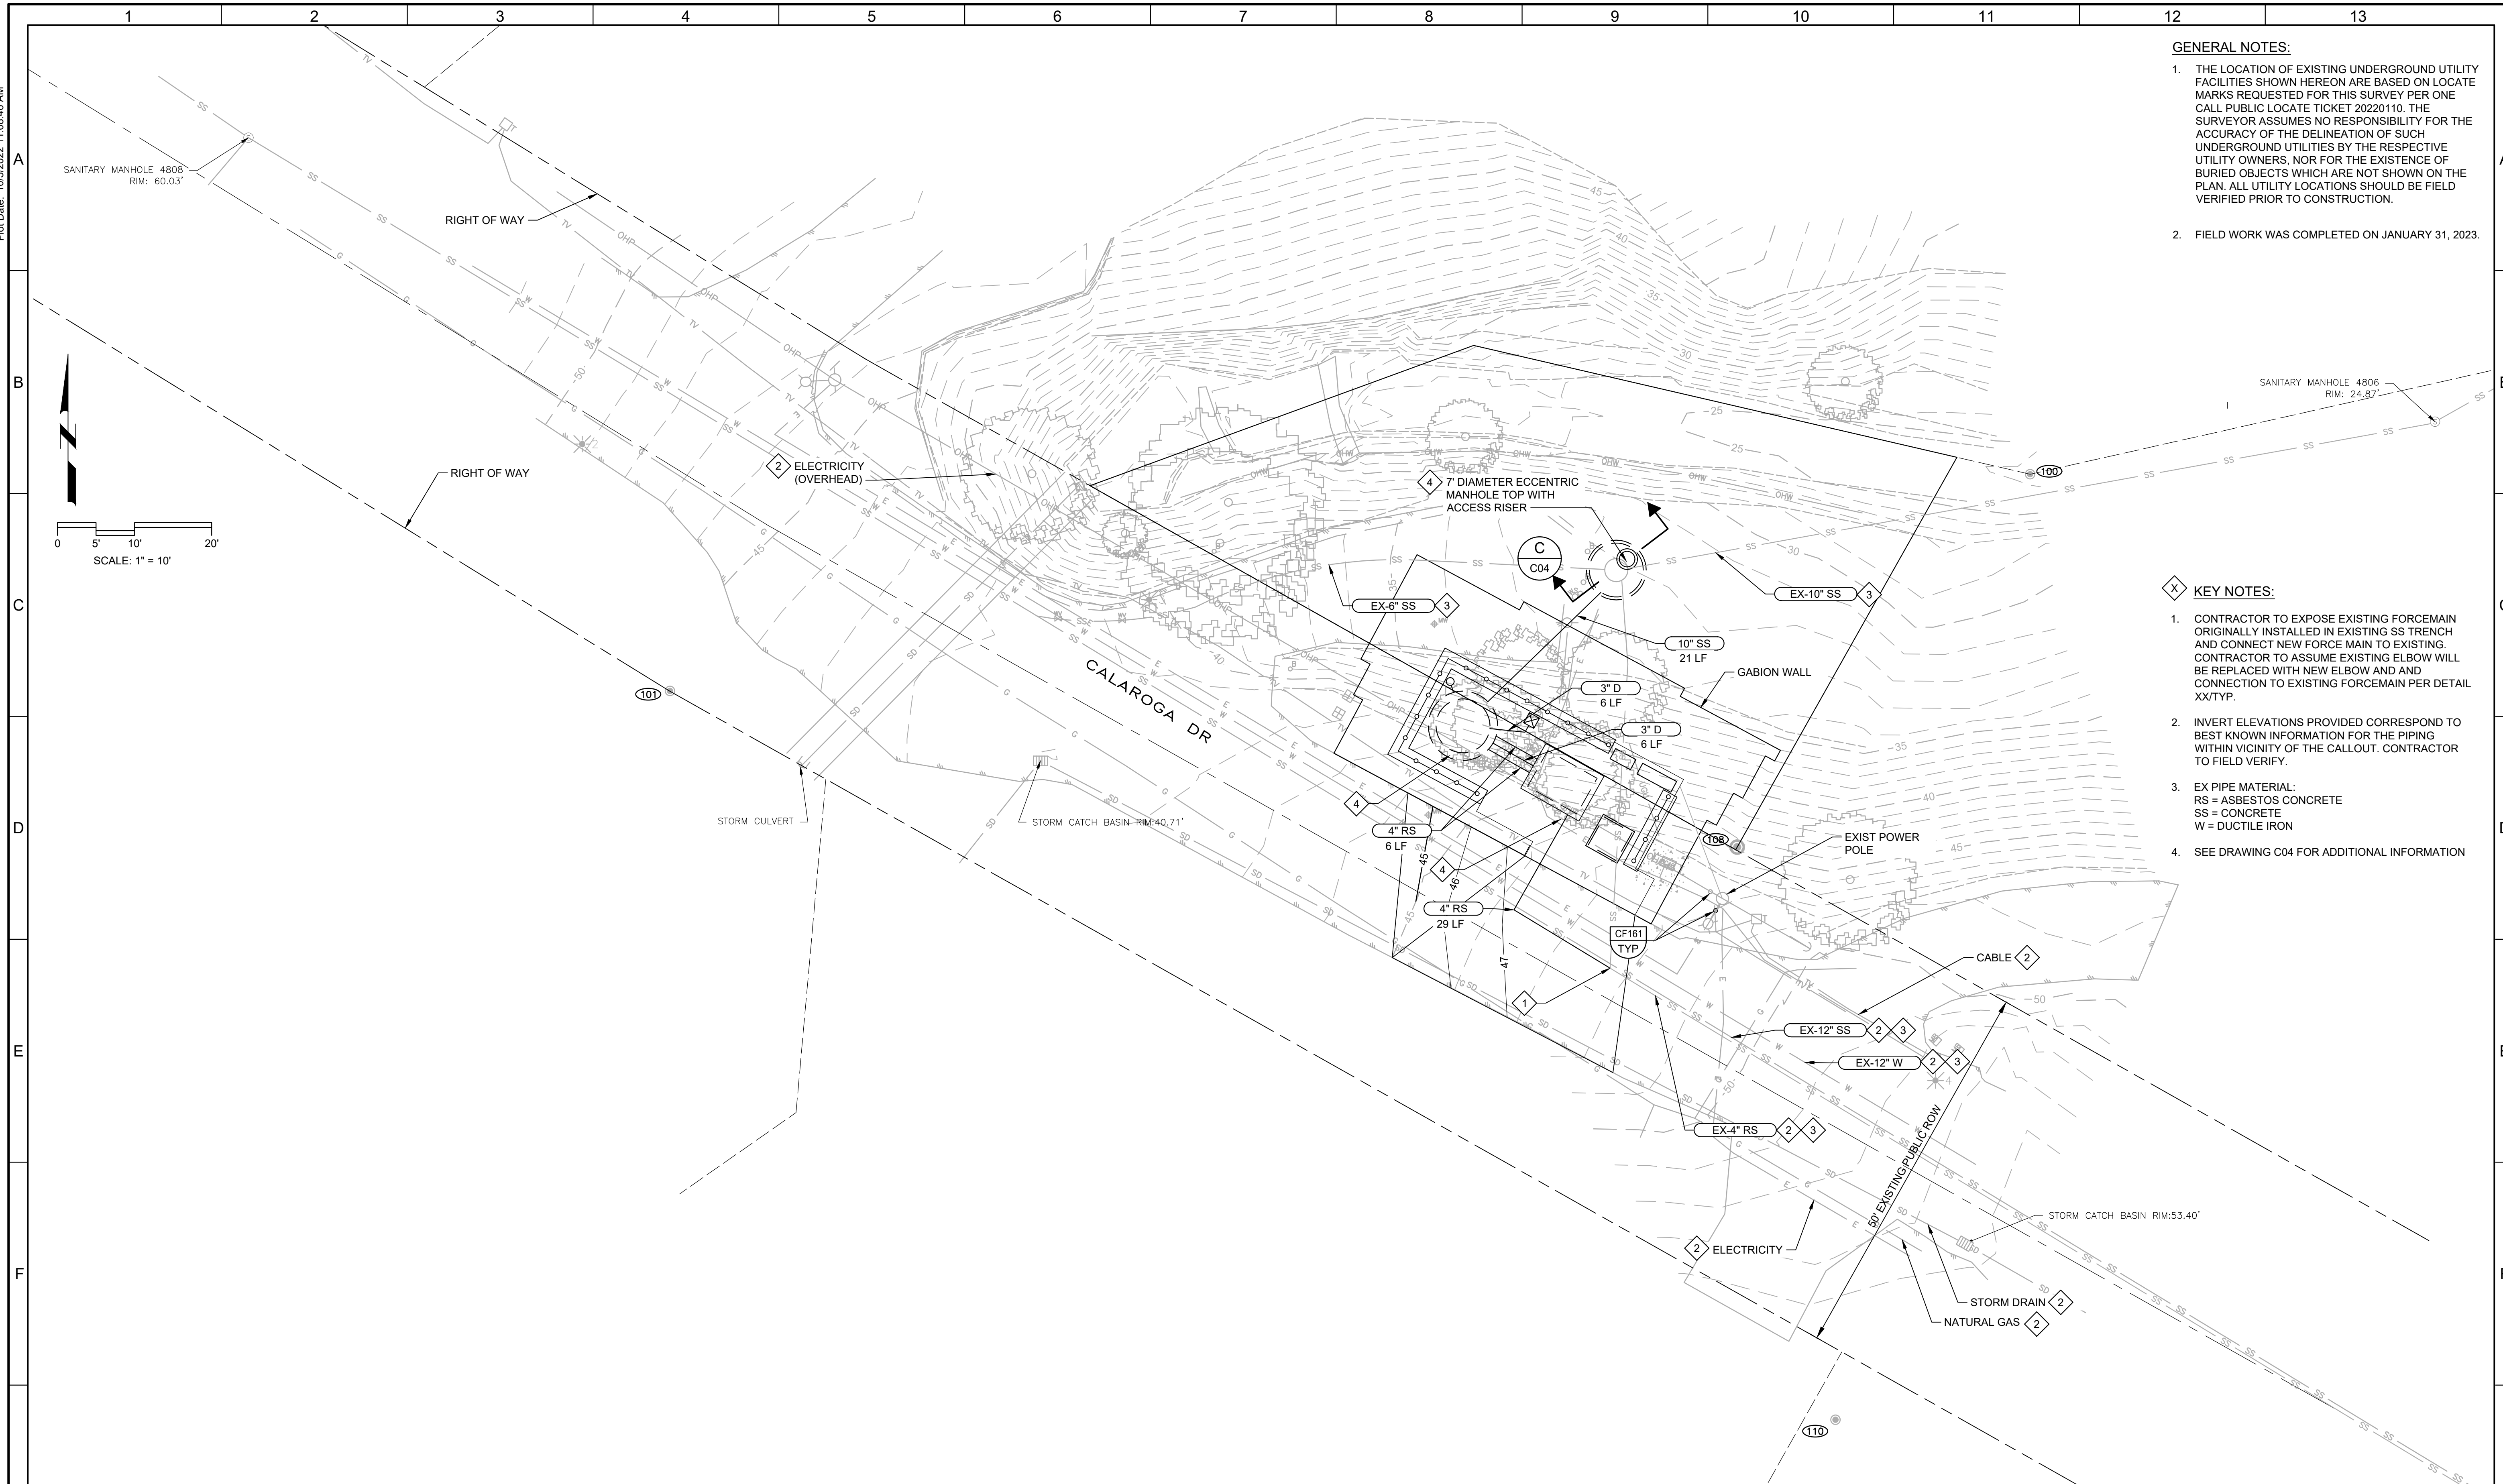 1 2 3 4 5 6 7 8 9 10 11 12 13
A
B
C
D
E
F
GENERAL NOTES:
1. THE LOCATION OF EXISTING UNDERGROUND UTILITY
FACILITIES SHOWN HEREON ARE BASED ON LOCATE
MARKS REQUESTED FOR THIS SURVEY PER ONE
CALL PUBLIC LOCATE TICKET 20220110. THE
SURVEYOR ASSUMES NO RESPONSIBILITY FOR THE
ACCURACY OF THE DELINEATION OF SUCH
UNDERGROUND UTILITIES BY THE RESPECTIVE
UTILITY OWNERS, NOR FOR THE EXISTENCE OF
BURIED OBJECTS WHICH ARE NOT SHOWN ON THE
PLAN. ALL UTILITY LOCATIONS SHOULD BE FIELD
VERIFIED PRIOR TO CONSTRUCTION.
2. FIELD WORK WAS COMPLETED ON JANUARY 31, 2023.
SANITARY MANHOLE 4808
RIM: 60.03'
RIGHT OF WAY
RIGHT OF WAY
0 5' 10' 20'
SCALE: 1" = 10'
2 ELECTRICITY
(OVERHEAD)
4 7' DIAMETER ECCENTRIC
MANHOLE TOP WITH
ACCESS RISER
SANITARY MANHOLE 4806
RIM: 24.87'
100
C
C04
EX-6" SS 3
EX-10" SS 3
10" SS
21 LF
GABION WALL
3" D
6 LF
3" D
6 LF
CALAROGA DR
101
STORM CULVERT
STORM CATCH BASIN RIM:40.71'
4
4" RS
6 LF
4
4" RS
29 LF
45
46
47
108
EXIST POWER
POLE
CF161
TYP
1
CABLE 2
EX-12" SS 2 3
EX-12" W 2 3
EX-4" RS 2 3
50' EXISTING PUBLIC ROW
2 ELECTRICITY
STORM CATCH BASIN RIM:53.40'
STORM DRAIN 2
NATURAL GAS 2
110
X KEY NOTES:
1. CONTRACTOR TO EXPOSE EXISTING FORCEMAIN
ORIGINALLY INSTALLED IN EXISTING SS TRENCH
AND CONNECT NEW FORCE MAIN TO EXISTING.
CONTRACTOR TO ASSUME EXISTING ELBOW WILL
BE REPLACED WITH NEW ELBOW AND AND
CONNECTION TO EXISTING FORCEMAIN PER DETAIL
XX/TYP.
2. INVERT ELEVATIONS PROVIDED CORRESPOND TO
BEST KNOWN INFORMATION FOR THE PIPING
WITHIN VICINITY OF THE CALLOUT. CONTRACTOR
TO FIELD VERIFY.
3. EX PIPE MATERIAL:
RS = ASBESTOS CONCRETE
SS = CONCRETE
W = DUCTILE IRON
4. SEE DRAWING C04 FOR ADDITIONAL INFORMATION